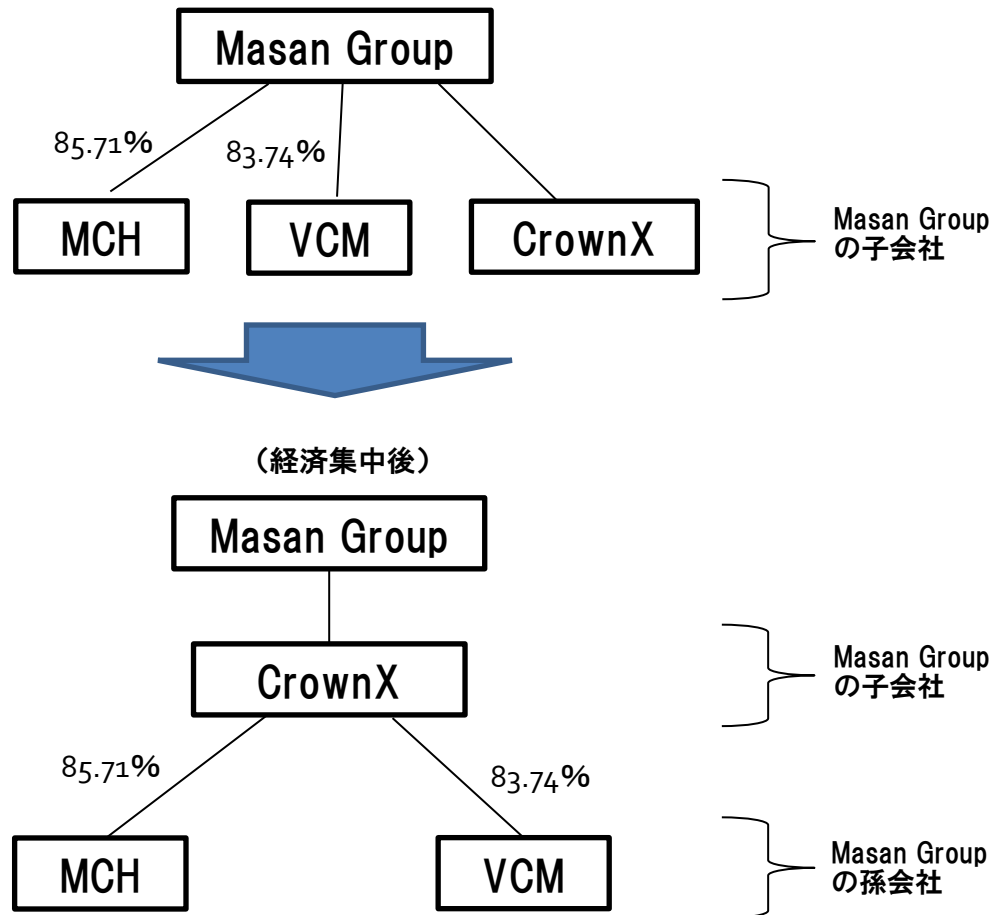 Masan Group
85.71%
83.74%
MCH
VCM
CrownX
Masan Group
の子会社
（経済集中後）
Masan Group
CrownX
Masan Group
の子会社
85.71%
83.74%
MCH
VCM
Masan Group
の孫会社